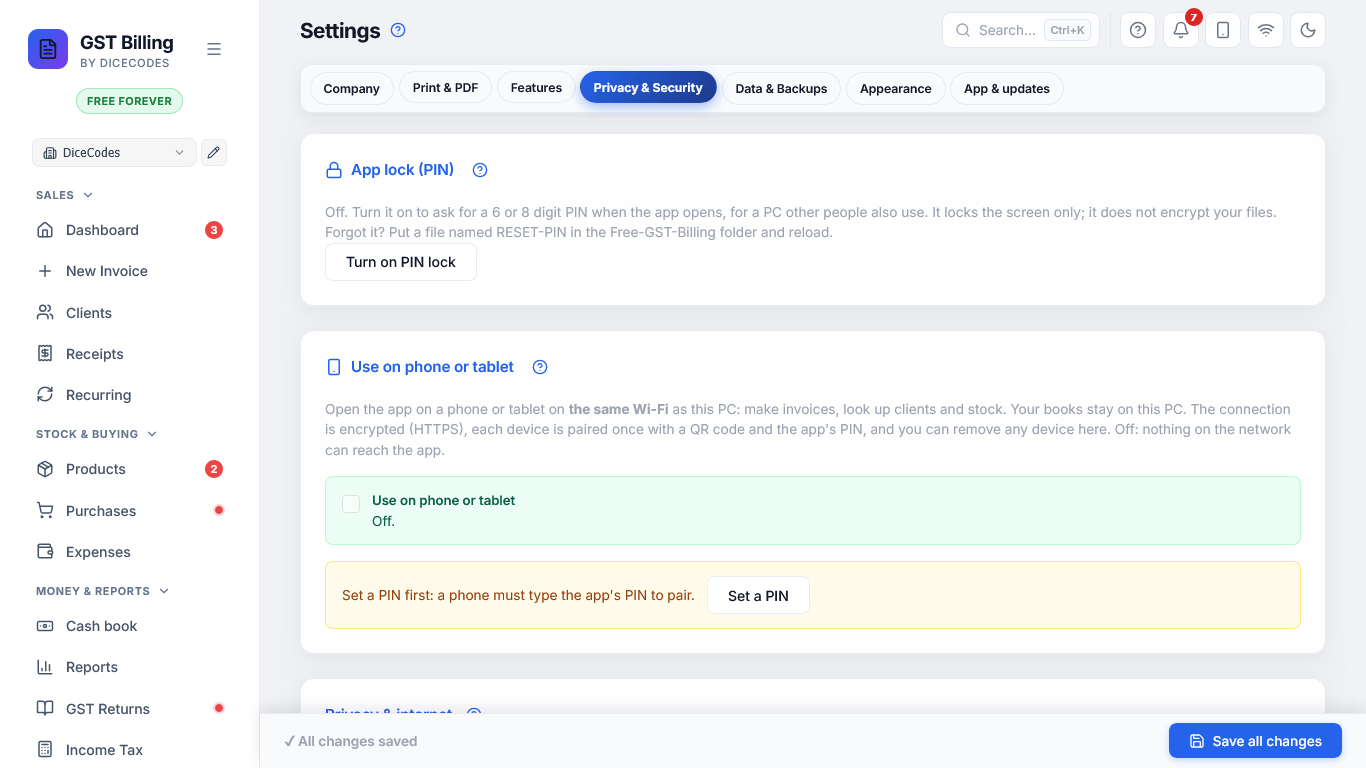 GST Billing
BY DICECODES
FREE FOREVER
DiceCodes
SALES
Dashboard 3
New Invoice
Clients
Receipts
Recurring
STOCK & BUYING
Products 2
Purchases
Expenses
MONEY & REPORTS
Cash book
Reports
GST Returns
Income Tax
Settings
Search... Ctrl+K
7
Company Print & PDF Features Privacy & Security Data & Backups Appearance App & updates
App lock (PIN)
Off. Turn it on to ask for a 6 or 8 digit PIN when the app opens, for a PC other people also use. It locks the screen only; it does not encrypt your files.
Forgot it? Put a file named RESET-PIN in the Free-GST-Billing folder and reload.
Turn on PIN lock
Use on phone or tablet
Open the app on a phone or tablet on the same Wi-Fi as this PC: make invoices, look up clients and stock. Your books stay on this PC. The connection
is encrypted (HTTPS), each device is paired once with a QR code and the app's PIN, and you can remove any device here. Off: nothing on the network
can reach the app.
Use on phone or tablet
Off.
Set a PIN first: a phone must type the app's PIN to pair. Set a PIN
Privacy & internet
✓ All changes saved
Save all changes